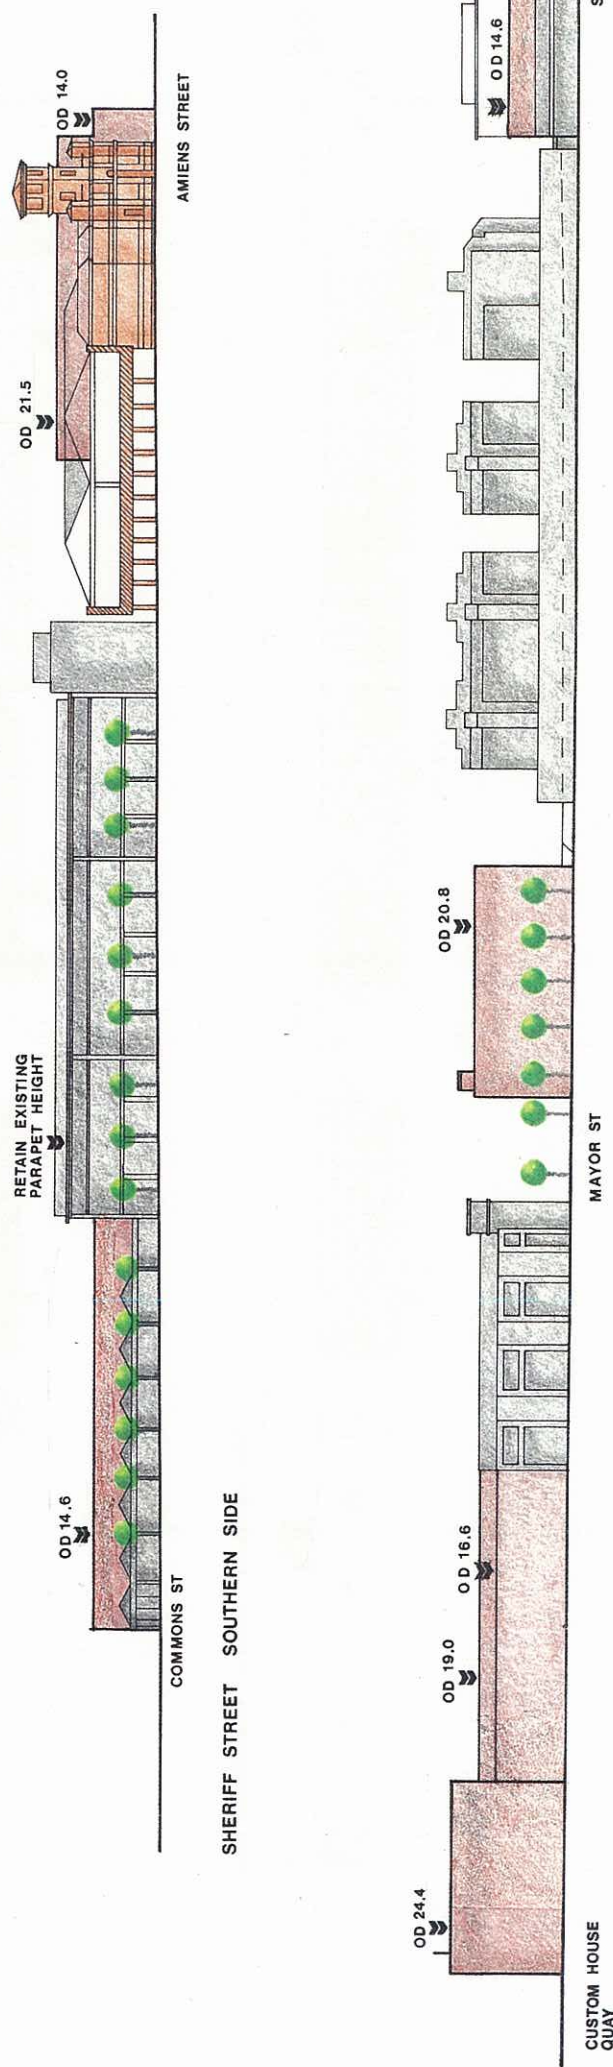 OD 14.6
RETAIN EXISTING
PARAPET HEIGHT
OD 21.5
OD 14.0
COMMONS ST
AMIENS STREET
SHERIFF STREET SOUTHERN SIDE
OD 24.4
OD 19.0
OD 16.6
OD 20.8
OD 14.6
CUSTOM HOUSE
QUAY
MAYOR ST
S